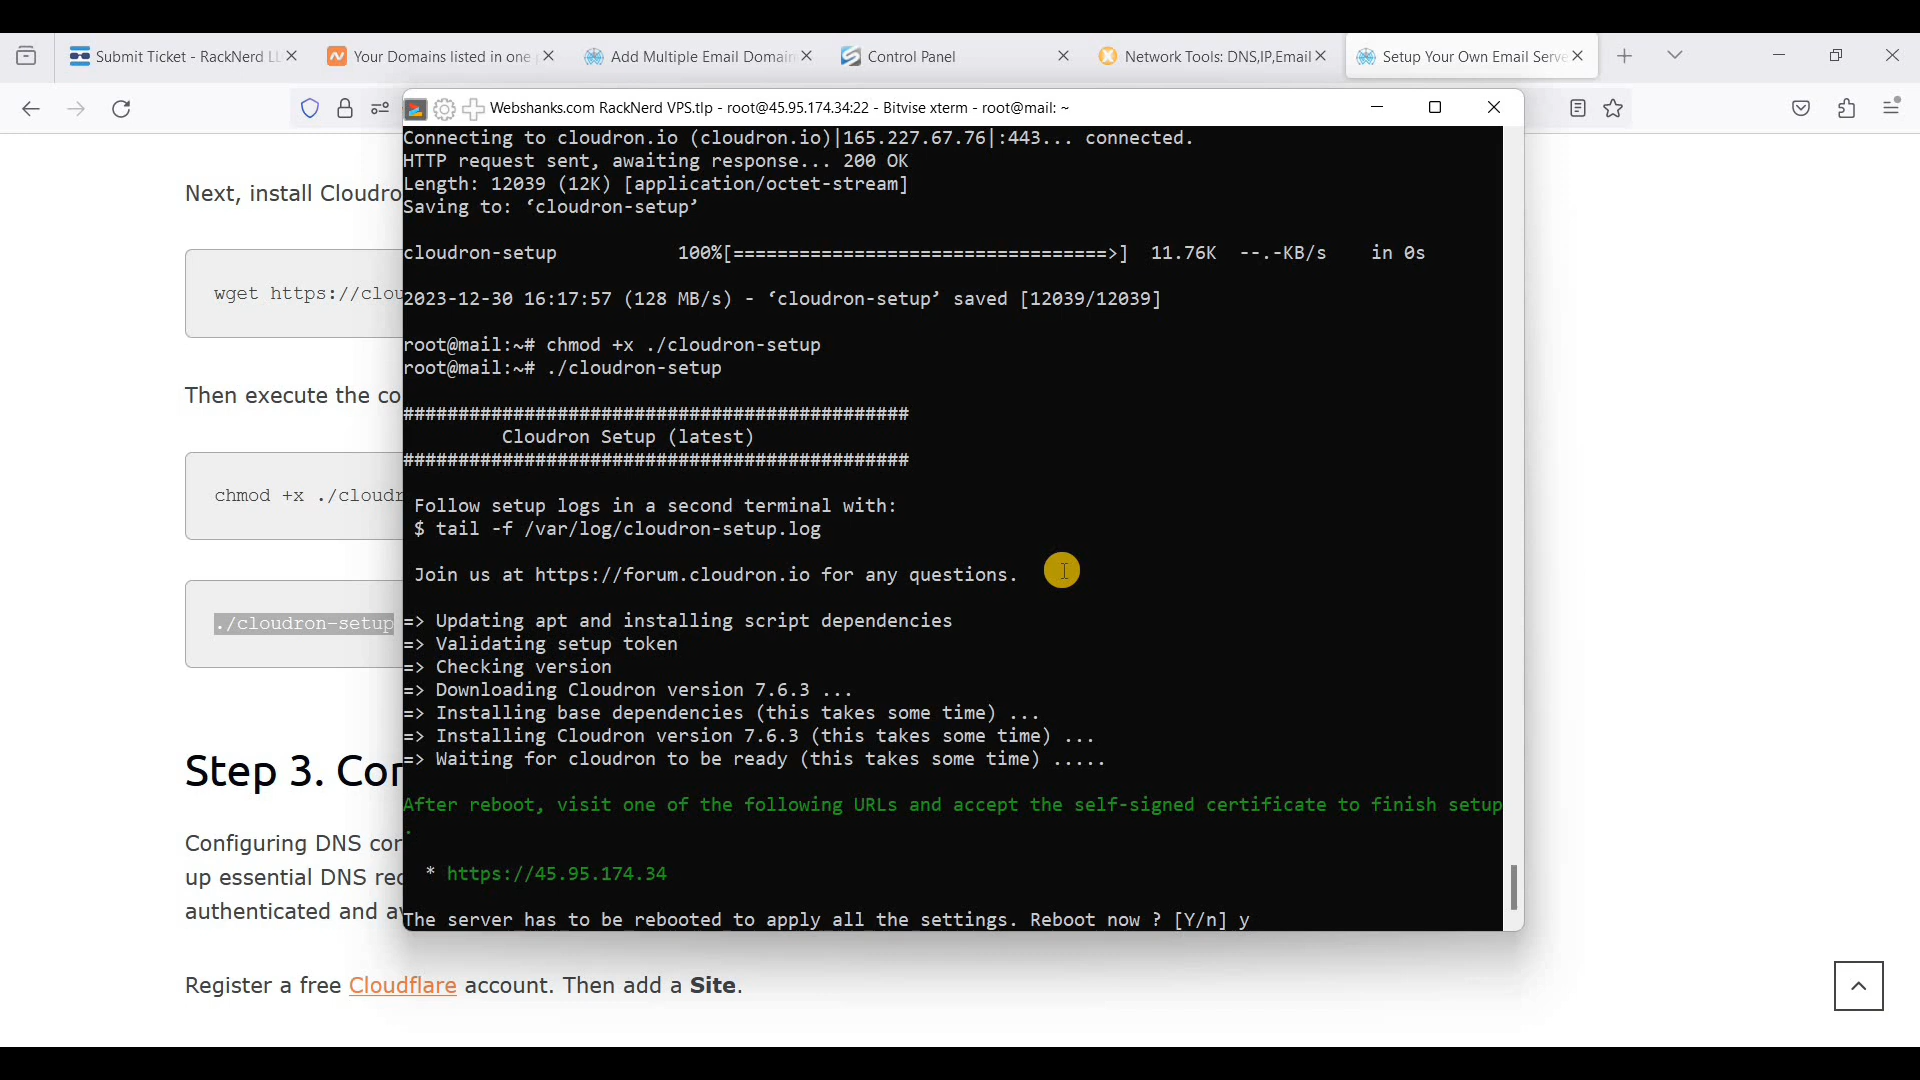 Submit Ticket - RackNerd LL
Your Domains listed in one p
Add Multiple Email Domain
Control Panel
Network Tools: DNS,IP,Email
Setup Your Own Email Serve
Webshanks.com RackNerd VPS.tlp - root@45.95.174.34:22 - Bitvise xterm - root@mail: ~
Connecting to cloudron.io (cloudron.io)|165.227.67.76|:443... connected.
HTTP request sent, awaiting response... 200 OK
Length: 12039 (12K) [application/octet-stream]
Saving to: ‘cloudron-setup’
cloudron-setup 100%[==================================>] 11.76K --.-KB/s in 0s
2023-12-30 16:17:57 (128 MB/s) - ‘cloudron-setup’ saved [12039/12039]
root@mail:~# chmod +x ./cloudron-setup
root@mail:~# ./cloudron-setup
##############################################
Cloudron Setup (latest)
##############################################
Follow setup logs in a second terminal with:
$ tail -f /var/log/cloudron-setup.log
Join us at https://forum.cloudron.io for any questions.
=> Updating apt and installing script dependencies
=> Validating setup token
=> Checking version
=> Downloading Cloudron version 7.6.3 ...
=> Installing base dependencies (this takes some time) ...
=> Installing Cloudron version 7.6.3 (this takes some time) ...
=> Waiting for cloudron to be ready (this takes some time) .....
After reboot, visit one of the following URLs and accept the self-signed certificate to finish setup
.
* https://45.95.174.34
The server has to be rebooted to apply all the settings. Reboot now ? [Y/n] y
Next, install Cloudro
wget https://clou
Then execute the co
chmod +x ./cloudr
./cloudron-setup
Step 3. Con
Configuring DNS cor
up essential DNS rec
authenticated and av
Register a free Cloudflare account. Then add a Site.